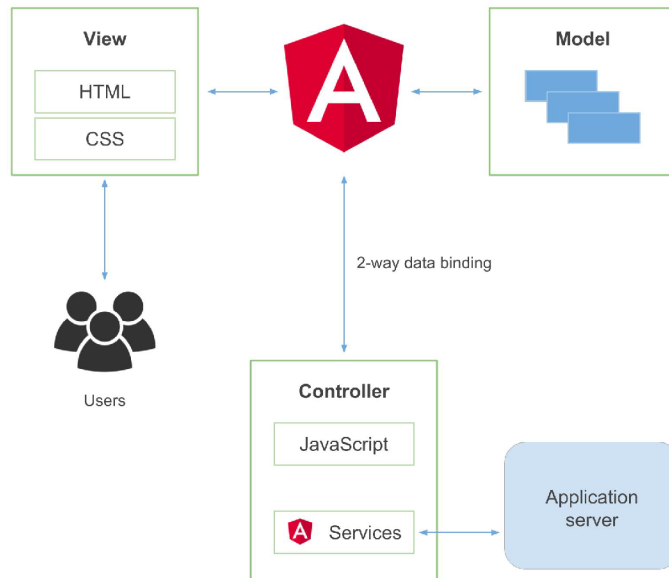 View
HTML
CSS
A
Model
2-way data binding
Users
Controller
JavaScript
A
Services
Application
server